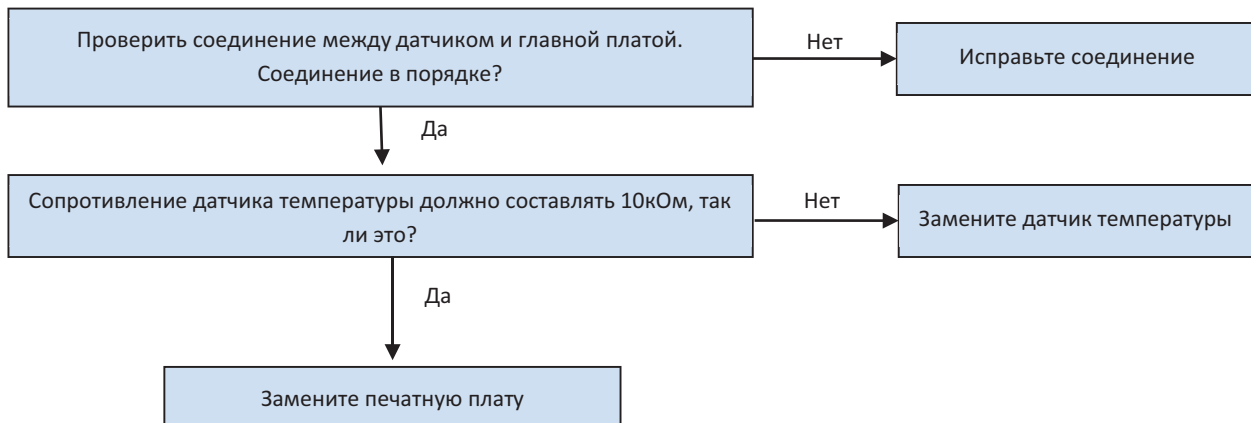 Проверить соединение между датчиком и главной платой.
Соединение в порядке?
Нет
Исправьте соединение
Да
Сопротивление датчика температуры должно составлять 10кОм, так
ли это?
Нет
Замените датчик температуры
Да
Замените печатную плату